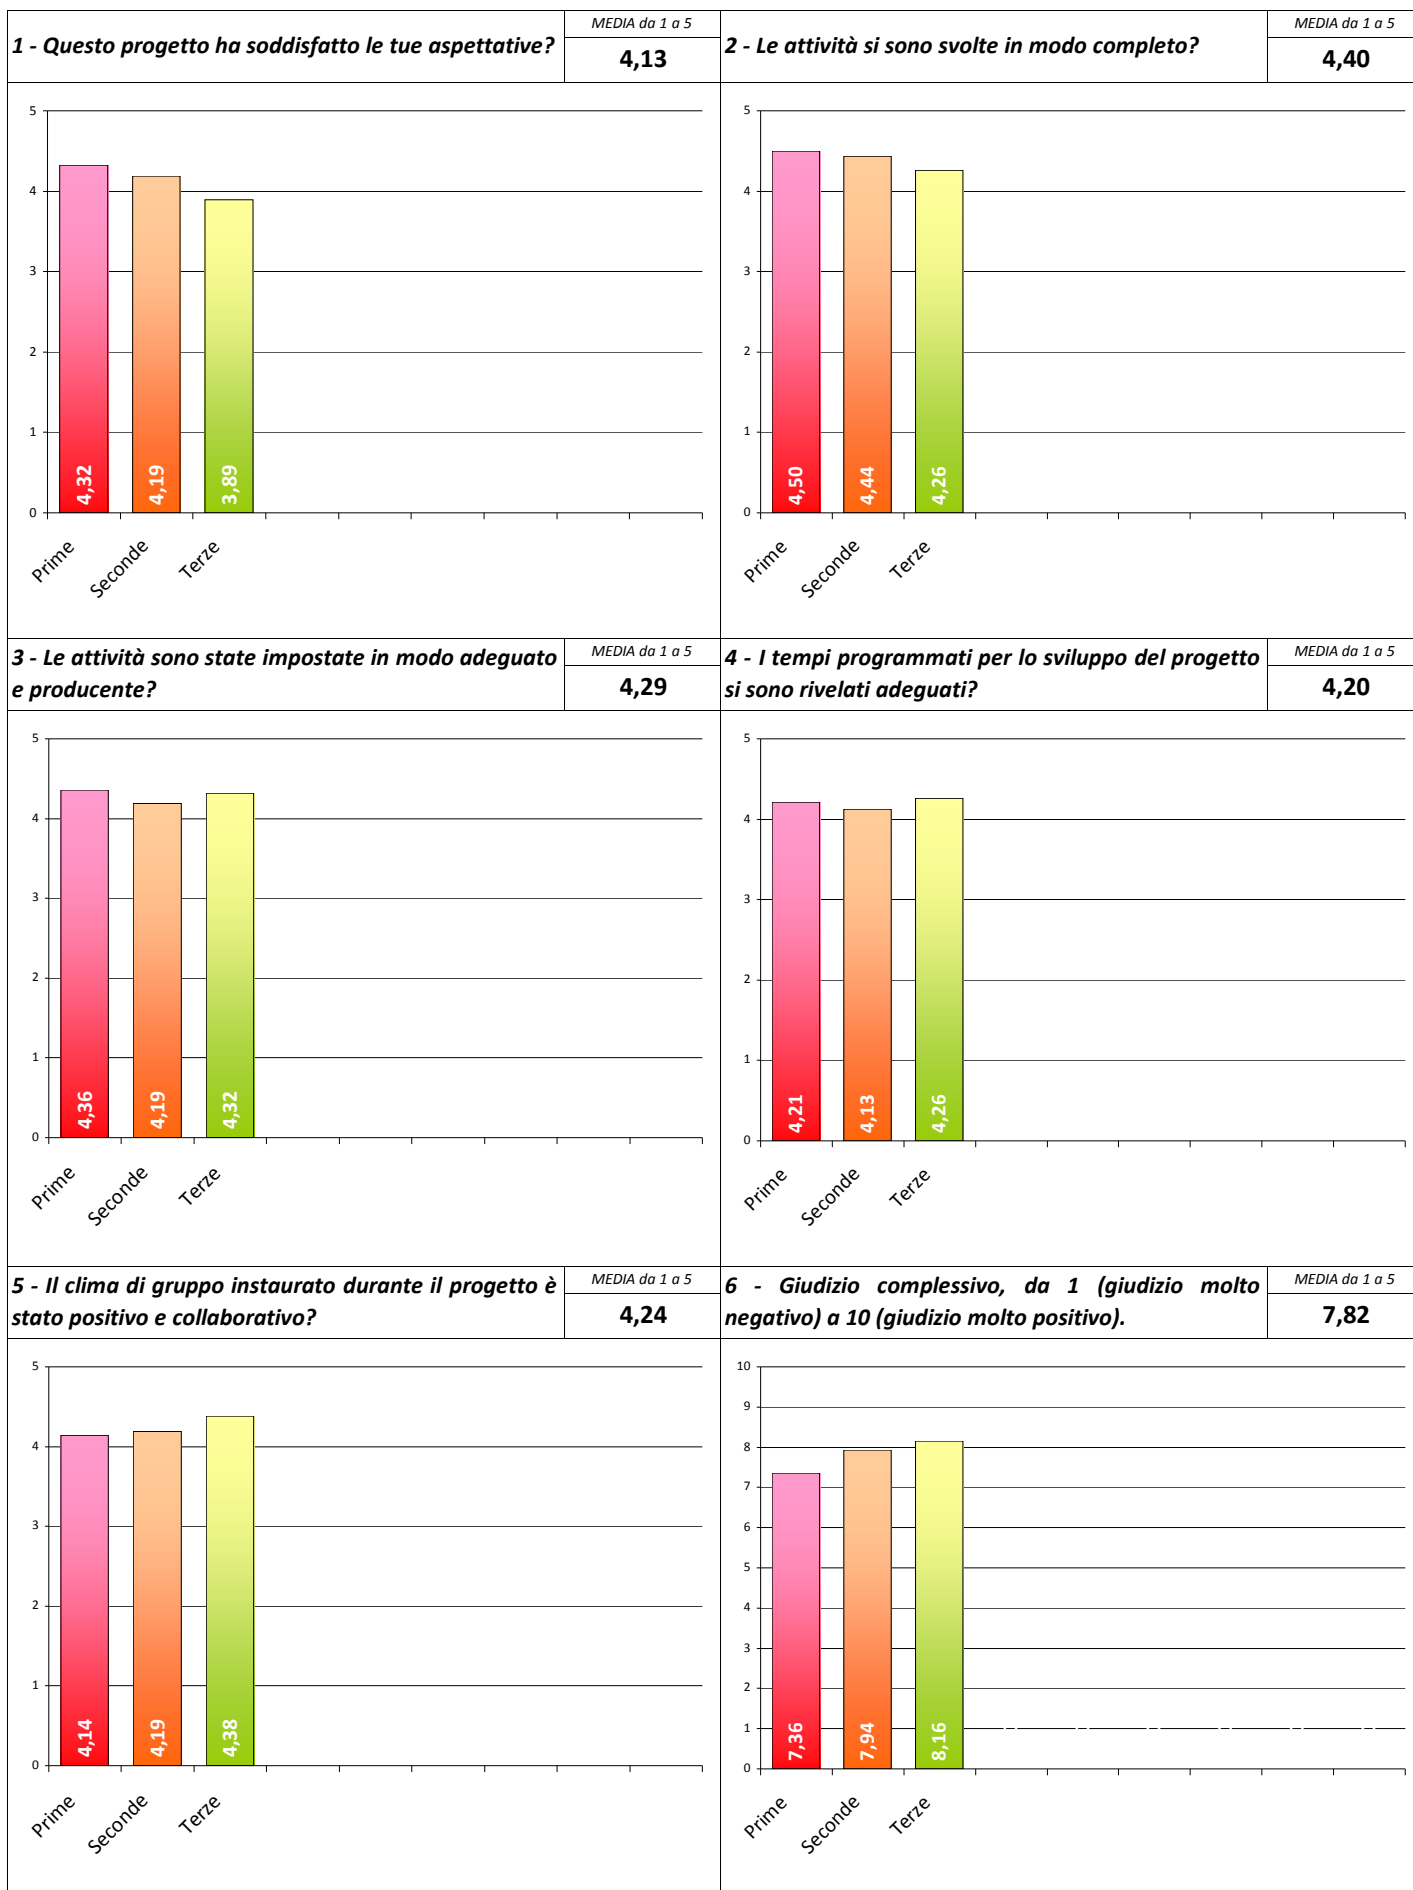 1 - Questo progetto ha soddisfatto le tue aspettative?
MEDIA da 1 a 5
4,13
5
4
3
2
1
0
4,32
4,19
3,89
Prime
Seconde
Terze
2 - Le attività si sono svolte in modo completo?
MEDIA da 1 a 5
4,40
5
4
3
2
1
0
4,50
4,44
4,26
Prime
Seconde
Terze
3 - Le attività sono state impostate in modo adeguato
e producente?
MEDIA da 1 a 5
4,29
5
4
3
2
1
0
4,36
4,19
4,32
Prime
Seconde
Terze
4 - I tempi programmati per lo sviluppo del progetto
si sono rivelati adeguati?
MEDIA da 1 a 5
4,20
5
4
3
2
1
0
4,21
4,13
4,26
Prime
Seconde
Terze
5 - Il clima di gruppo instaurato durante il progetto è
stato positivo e collaborativo?
MEDIA da 1 a 5
4,24
5
4
3
2
1
0
4,14
4,19
4,38
Prime
Seconde
Terze
6 - Giudizio complessivo, da 1 (giudizio molto
negativo) a 10 (giudizio molto positivo).
MEDIA da 1 a 5
7,82
10
9
8
7
6
5
4
3
2
1
0
7,36
7,94
8,16
Prime
Seconde
Terze